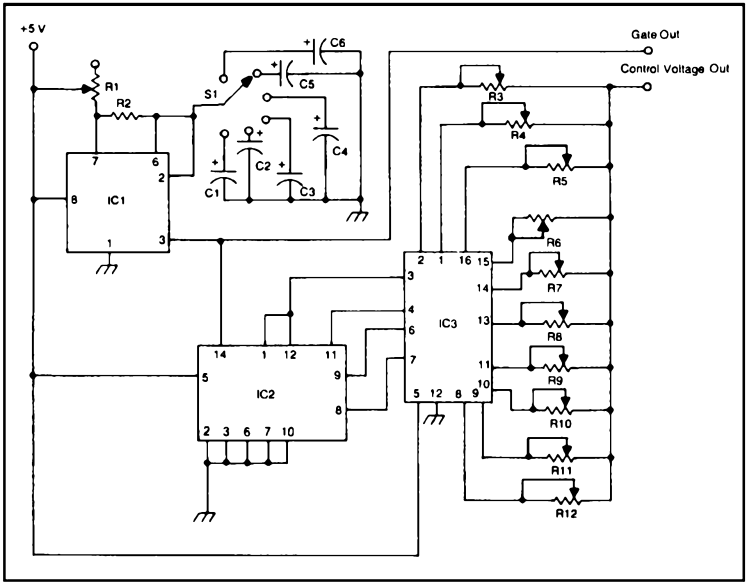 +5 V
Gate Out
Control Voltage Out
R1
R2
S1
+
C6
+
C5
+
C4
+
C1
+
C2
+
C3
R3
R4
R5
R6
R7
R8
R9
R10
R11
R12
7
6
2
8
IC1
1
3
2
1
16
15
3
14
4
IC3
13
6
7
11
10
5
12
8
9
14
1
12
11
5
9
IC2
8
2
3
6
7
10